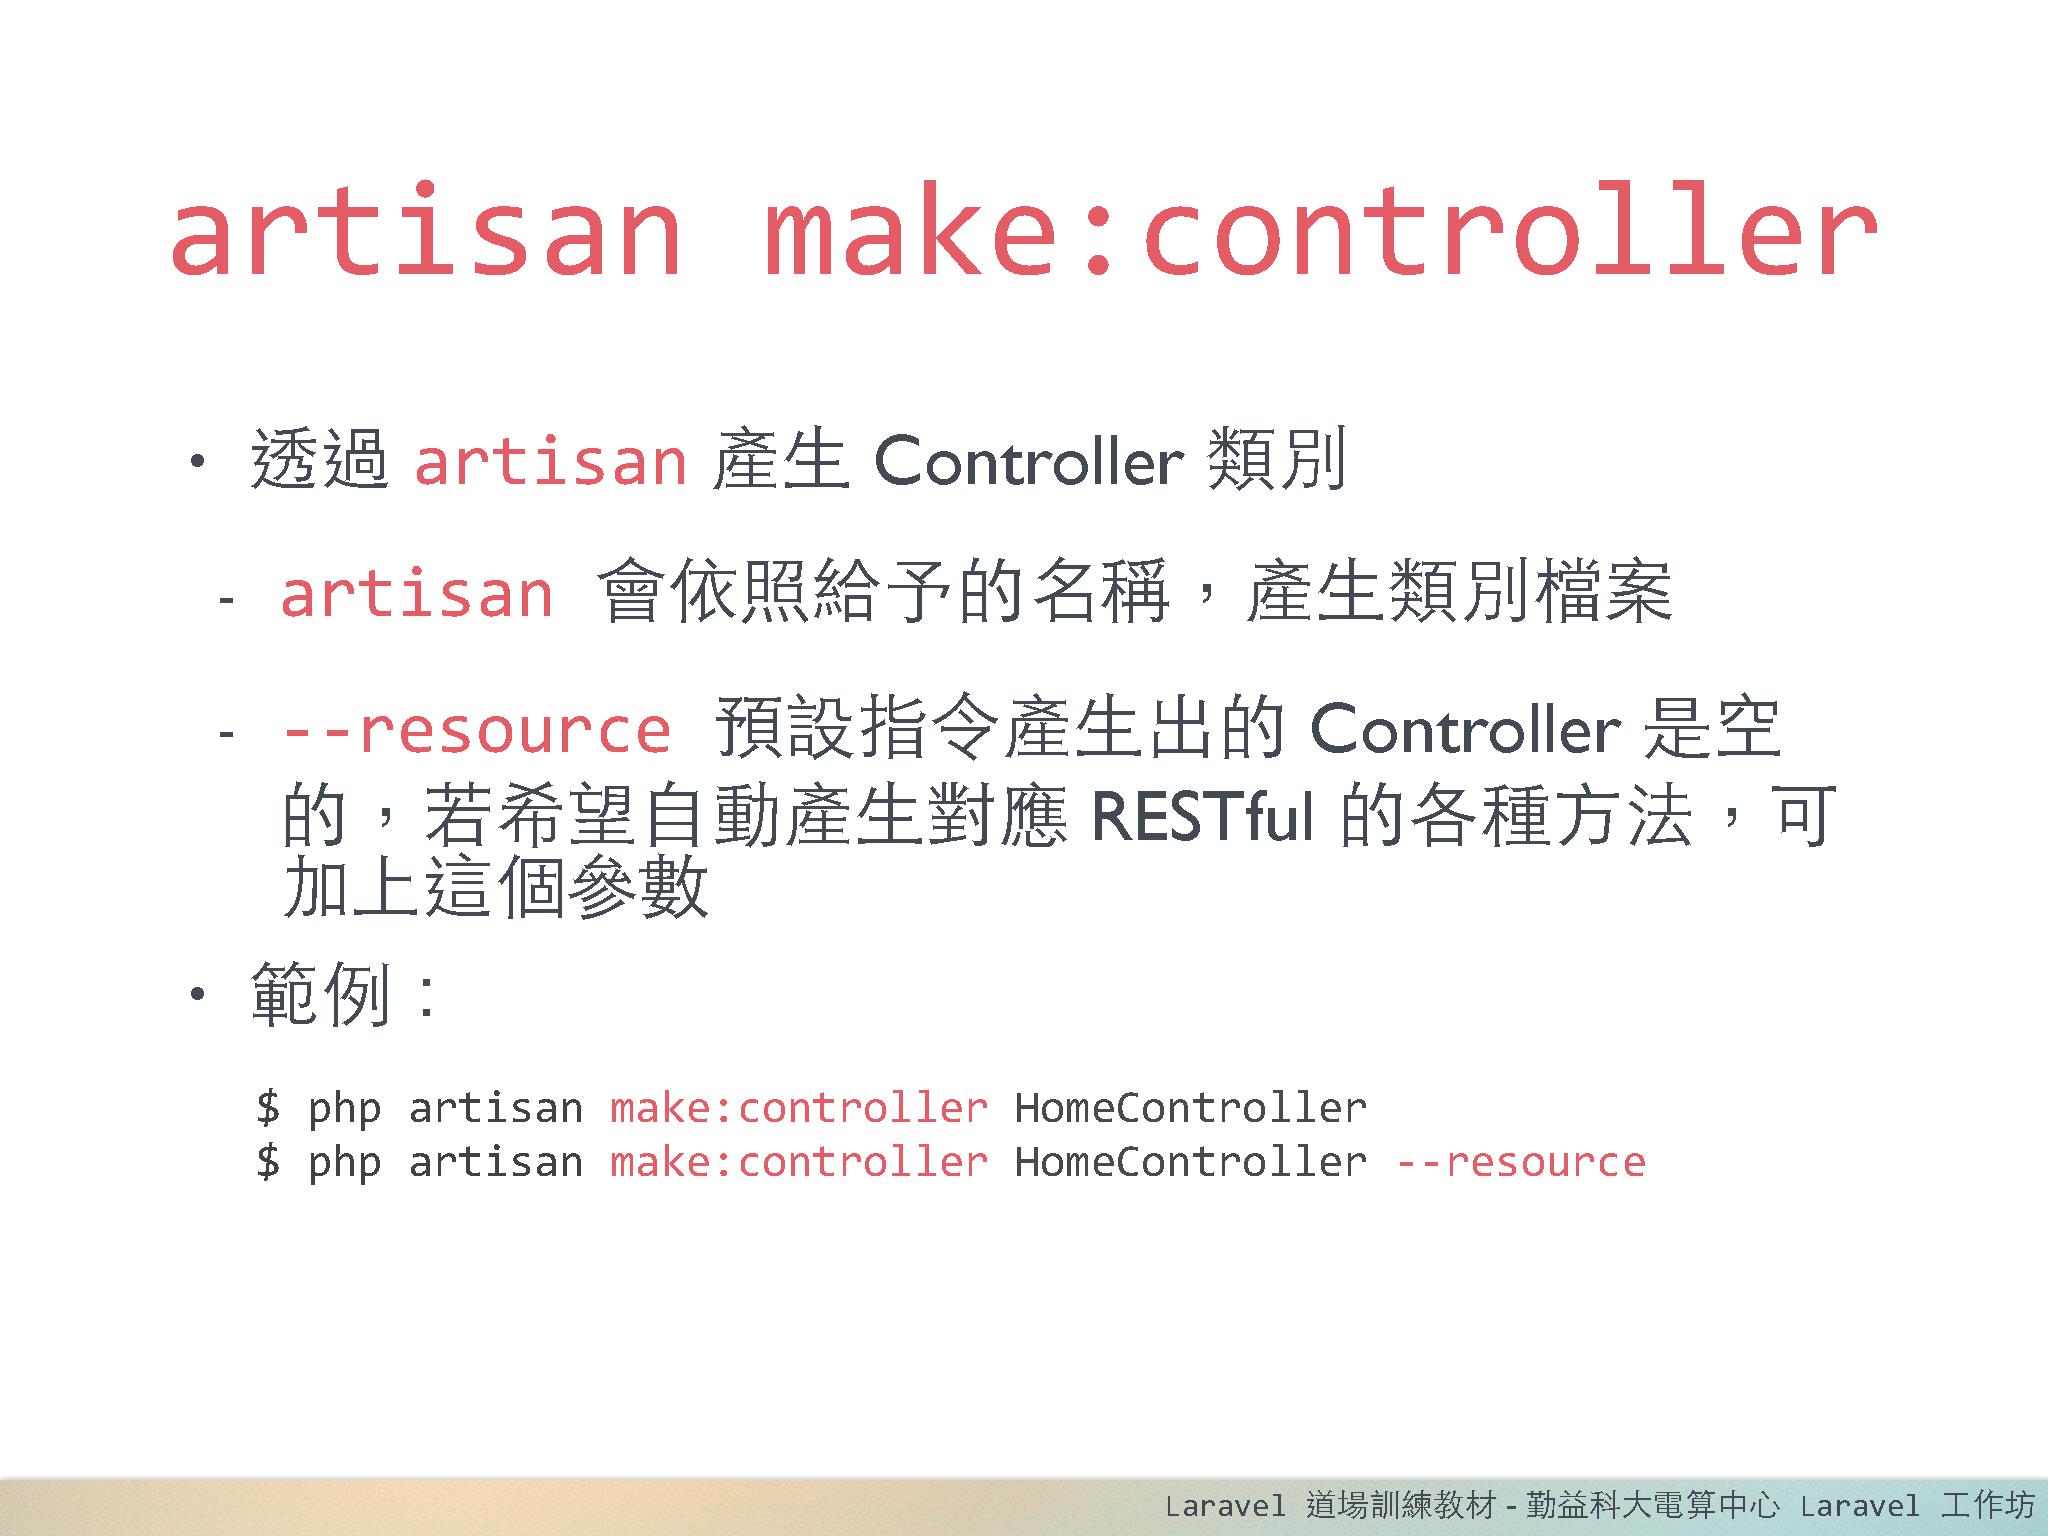 artisan make:controller
• 透過 artisan 產生 Controller 類別
- artisan 會依照給予的名稱，產生類別檔案
- --resource 預設指令產生出的 Controller 是空
的，若希望自動產生對應 RESTful 的各種方法，可
加上這個參數
• 範例：
$ php artisan make:controller HomeController
$ php artisan make:controller HomeController --resource
Laravel 道場訓練教材 - 勤益科大電算中心 Laravel 工作坊